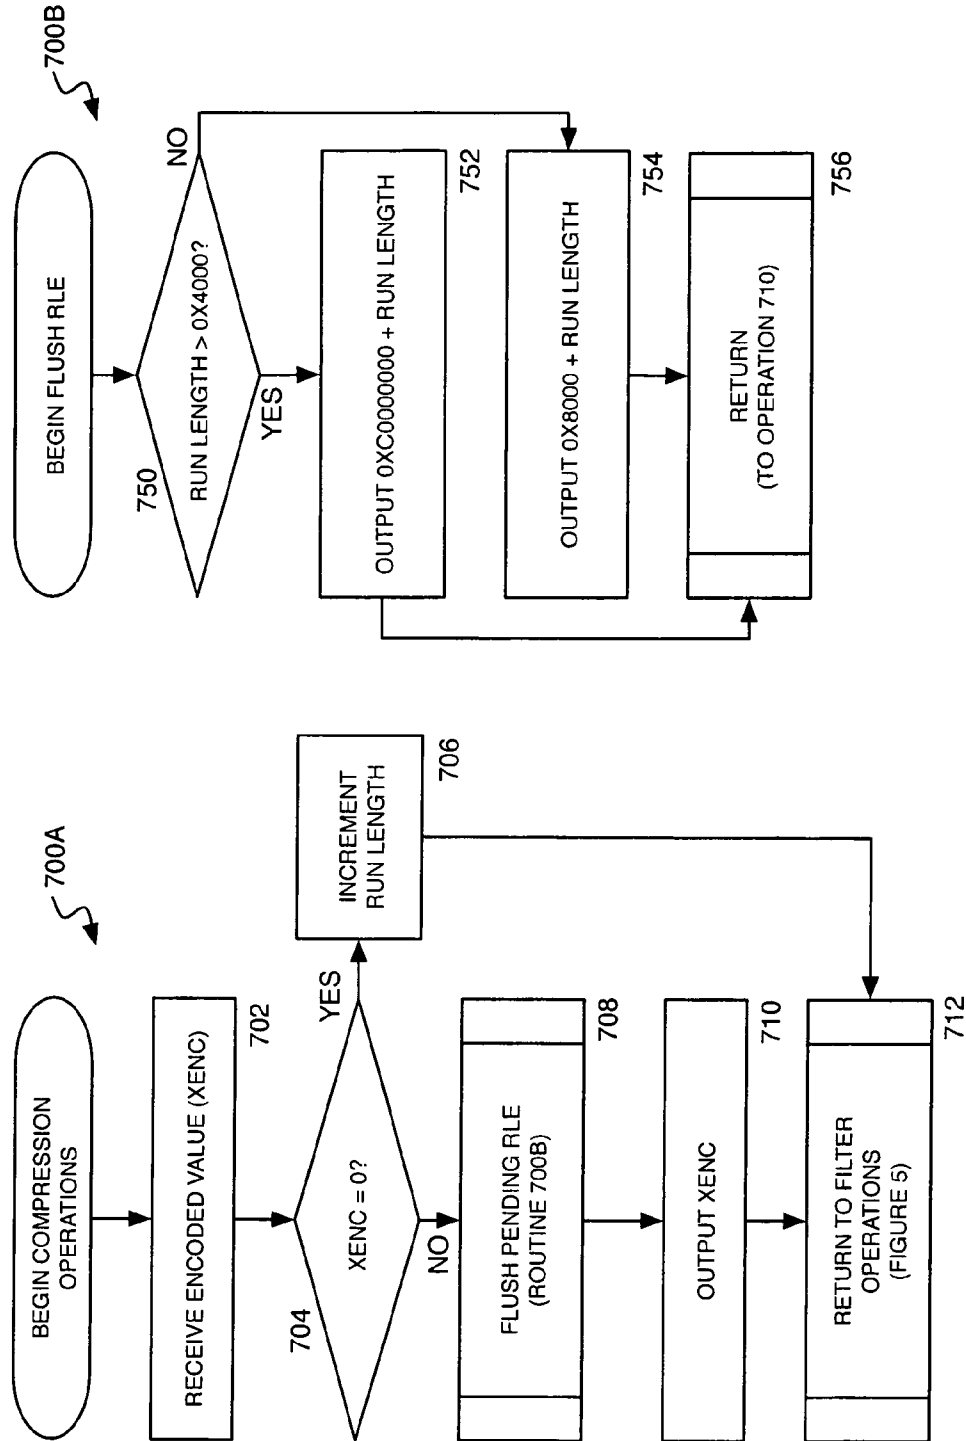 700A
BEGIN COMPRESSION
OPERATIONS
RECEIVE ENCODED VALUE (XENC)
702
704
XENC = 0?
YES
NO
INCREMENT
RUN LENGTH
706
FLUSH PENDING RLE
(ROUTINE 700B)
708
OUTPUT XENC
710
RETURN TO FILTER
OPERATIONS
(FIGURE 5)
712
700B
BEGIN FLUSH RLE
750
RUN LENGTH > 0X4000?
NO
YES
OUTPUT 0XC0000000 + RUN LENGTH
752
OUTPUT 0X8000 + RUN LENGTH
754
RETURN
(TO OPERATION 710)
756